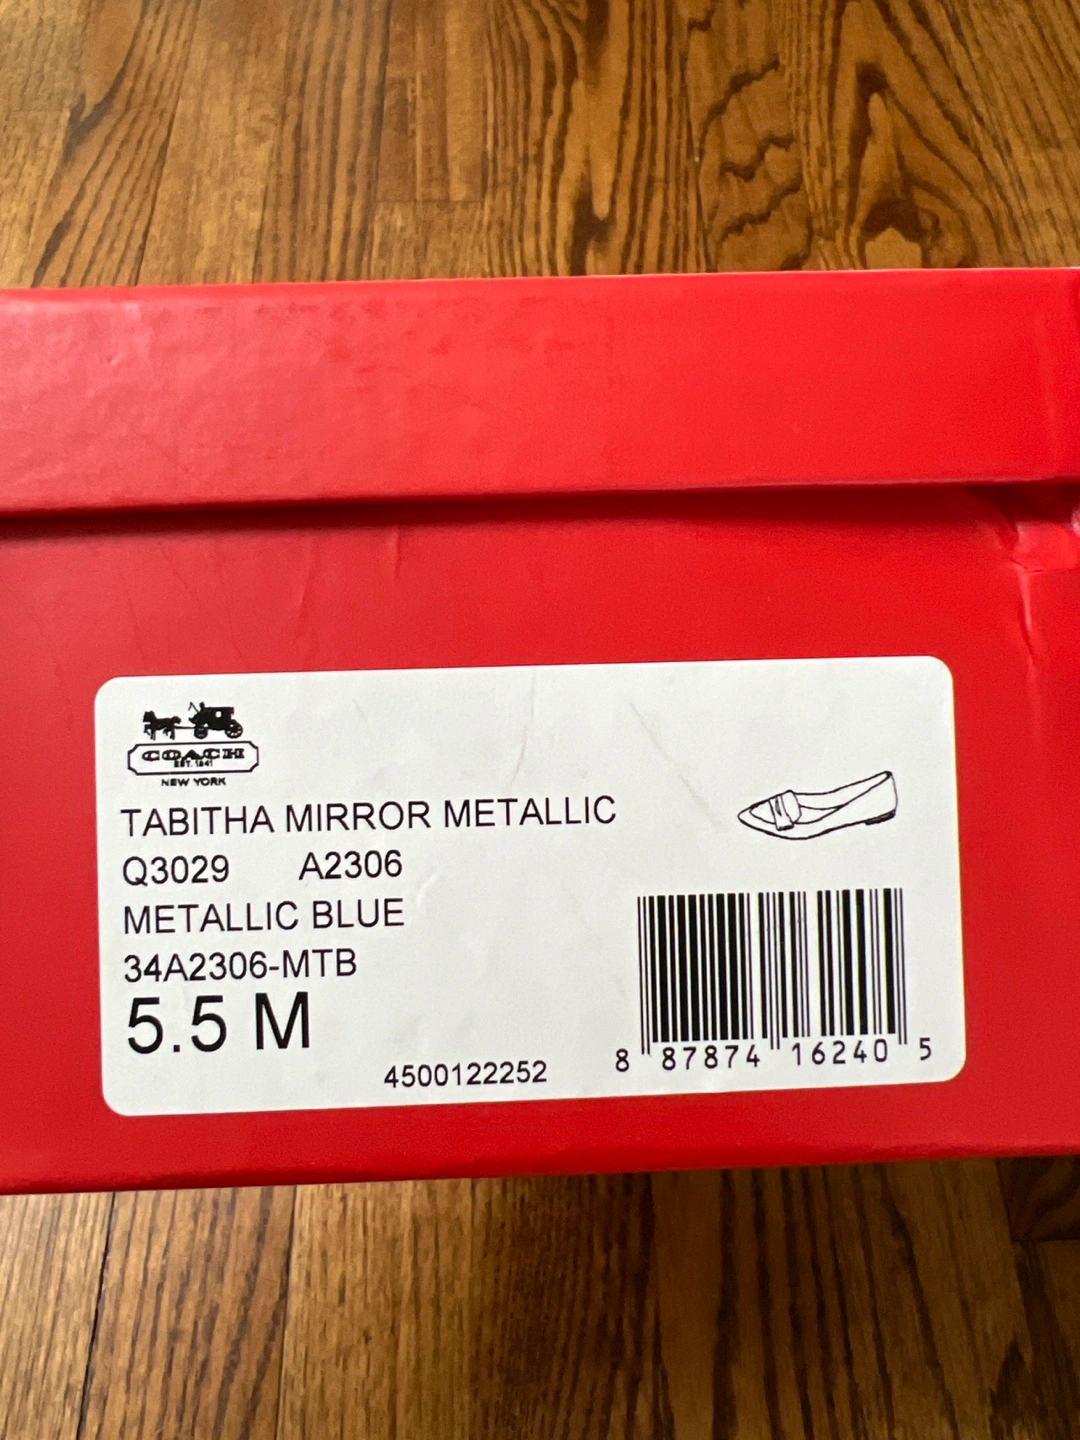 COACH
EST. 1941
NEW YORK
TABITHA MIRROR METALLIC
Q3029 A2306
METALLIC BLUE
34A2306-MTB
5.5 M
4500122252
8 87874 16240 5